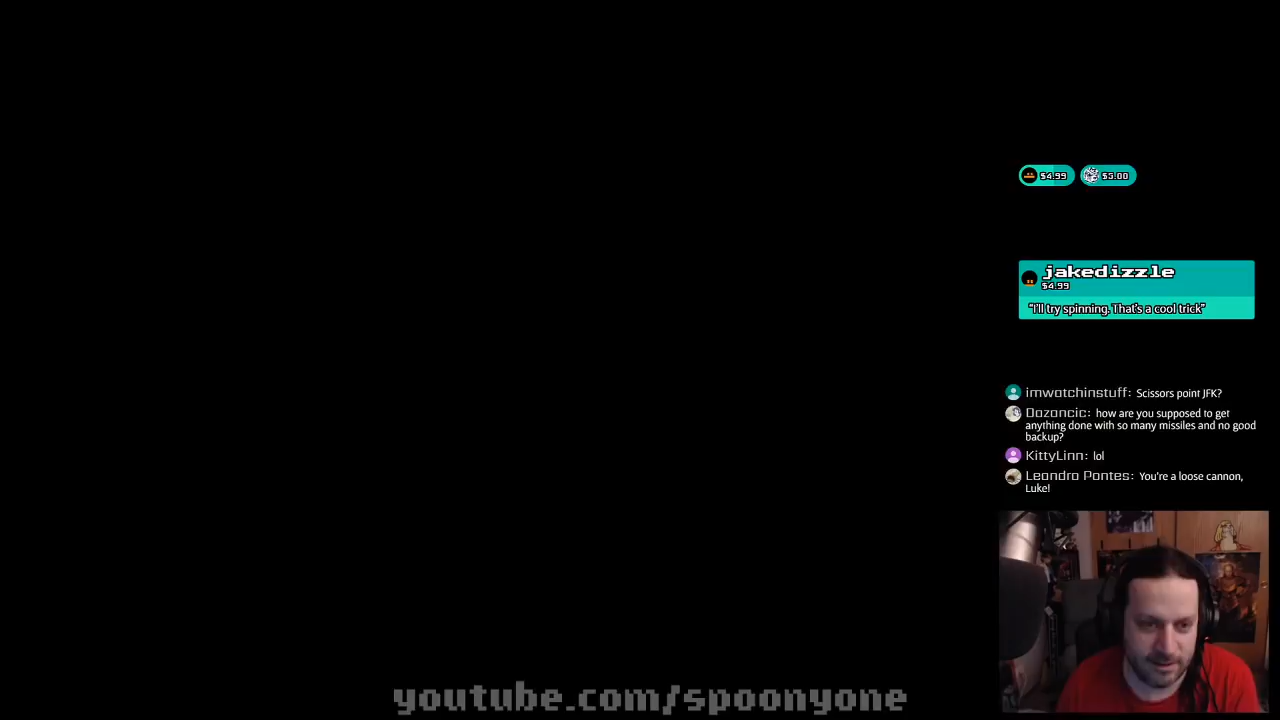 $4.99 $5.00
jakedizzle
$4.99
"I'll try spinning. That's a cool trick"
imwatchinstuff: Scissors point JFK?
Dazancic: how are you supposed to get
anything done with so many missiles and no good
backup?
KittyLinn: lol
Leandro Pontes: You're a loose cannon,
Luke!
youtube.com/spoonyone